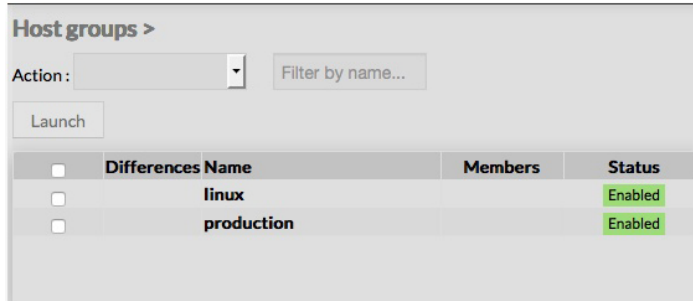 Host groups >
Action : Filter by name...
Launch
Differences Name Members Status
linux Enabled
production Enabled